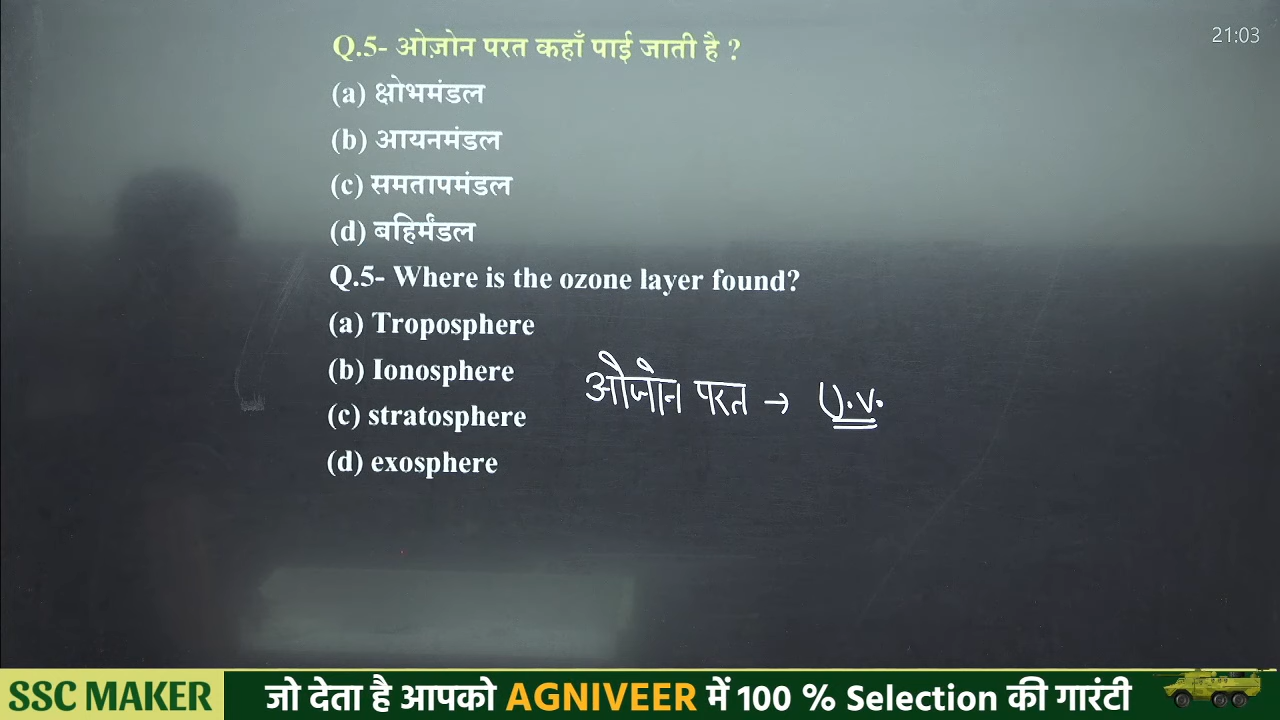 21:03
Q.5- ओज़ोन परत कहाँ पाई जाती है ?
(a) क्षोभमंडल
(b) आयनमंडल
(c) समतापमंडल
(d) बहिर्मंडल
Q.5- Where is the ozone layer found?
(a) Troposphere
(b) Ionosphere
(c) stratosphere
(d) exosphere
औजोन परत → U.V.
SSC MAKER जो देता है आपको AGNIVEER में 100 % Selection की गारंटी